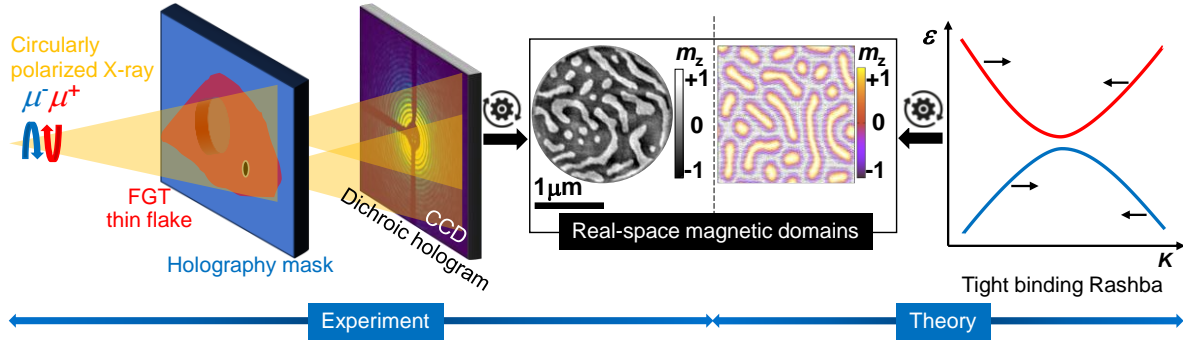 Circularly
polarized X-ray
μ⁻ μ⁺
FGT
thin flake
Holography mask
CCD
Dichroic hologram
m_z
+1
0
-1
1μm
m_z
+1
0
-1
Real-space magnetic domains
ε
K
Tight binding Rashba
Experiment
Theory